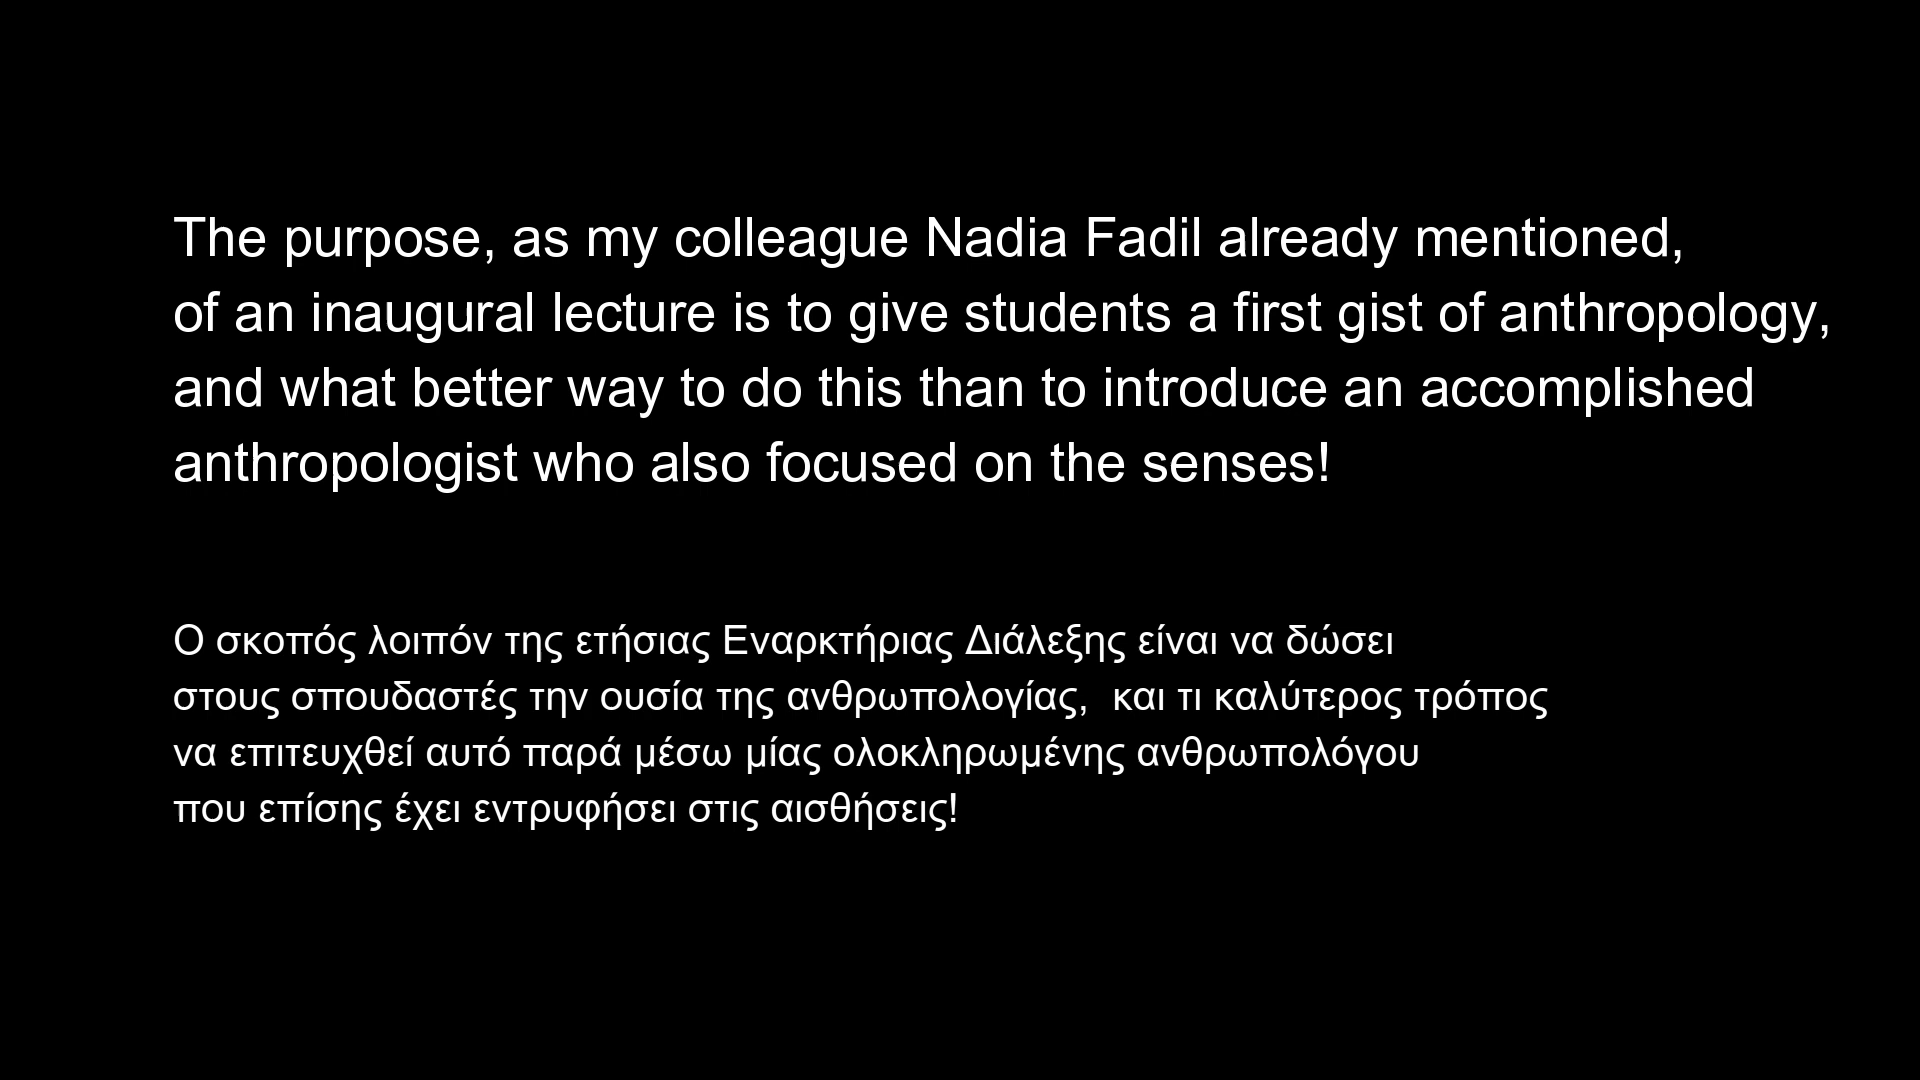 The purpose, as my colleague Nadia Fadil already mentioned,
of an inaugural lecture is to give students a first gist of anthropology,
and what better way to do this than to introduce an accomplished
anthropologist who also focused on the senses!
Ο σκοπός λοιπόν της ετήσιας Εναρκτήριας Διάλεξης είναι να δώσει
στους σπουδαστές την ουσία της ανθρωπολογίας,  και τι καλύτερος τρόπος
να επιτευχθεί αυτό παρά μέσω μίας ολοκληρωμένης ανθρωπολόγου
που επίσης έχει εντρυφήσει στις αισθήσεις!